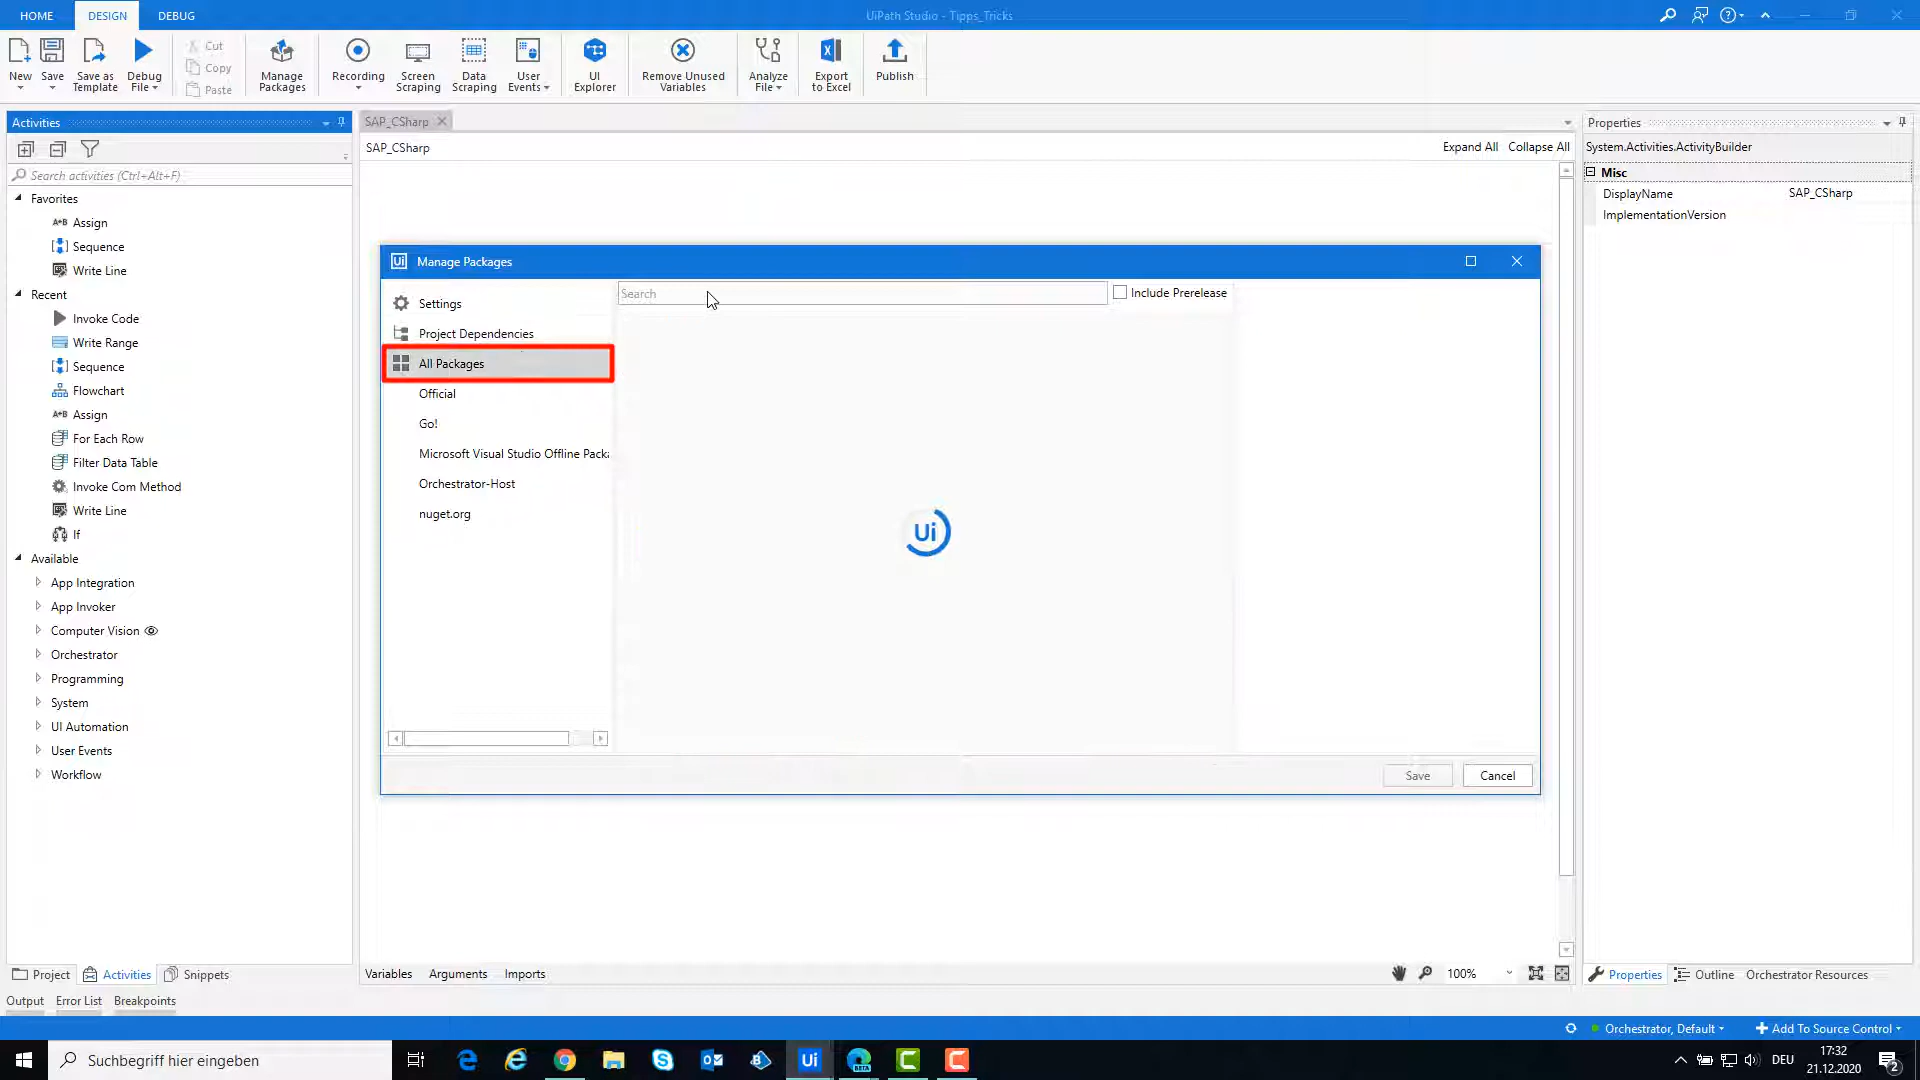 HOME
DESIGN
DEBUG
UiPath Studio - Tipps_Tricks
New
Save
Save as Template
Debug File
Cut
Copy
Paste
Manage Packages
Recording
Screen Scraping
Data Scraping
User Events
UI Explorer
Remove Unused Variables
Analyze File
Export to Excel
Publish
Activities
SAP_CSharp
Properties
SAP_CSharp
Expand All
Collapse All
System.Activities.ActivityBuilder
Search activities (Ctrl+Alt+F)
Misc
DisplayName
SAP_CSharp
ImplementationVersion
Favorites
Assign
Sequence
Write Line
Recent
Invoke Code
Write Range
Sequence
Flowchart
Assign
For Each Row
Filter Data Table
Invoke Com Method
Write Line
If
Available
App Integration
App Invoker
Computer Vision
Orchestrator
Programming
System
UI Automation
User Events
Workflow
Ui
Manage Packages
Settings
Project Dependencies
All Packages
Official
Go!
Microsoft Visual Studio Offline Packa
Orchestrator-Host
nuget.org
Search
Include Prerelease
Ui
Save
Cancel
Project
Activities
Snippets
Variables
Arguments
Imports
100%
Properties
Outline
Orchestrator Resources
Output
Error List
Breakpoints
Orchestrator, Default
Add To Source Control
Suchbegriff hier eingeben
Ui
BETA
DEU
17:32
21.12.2020
2